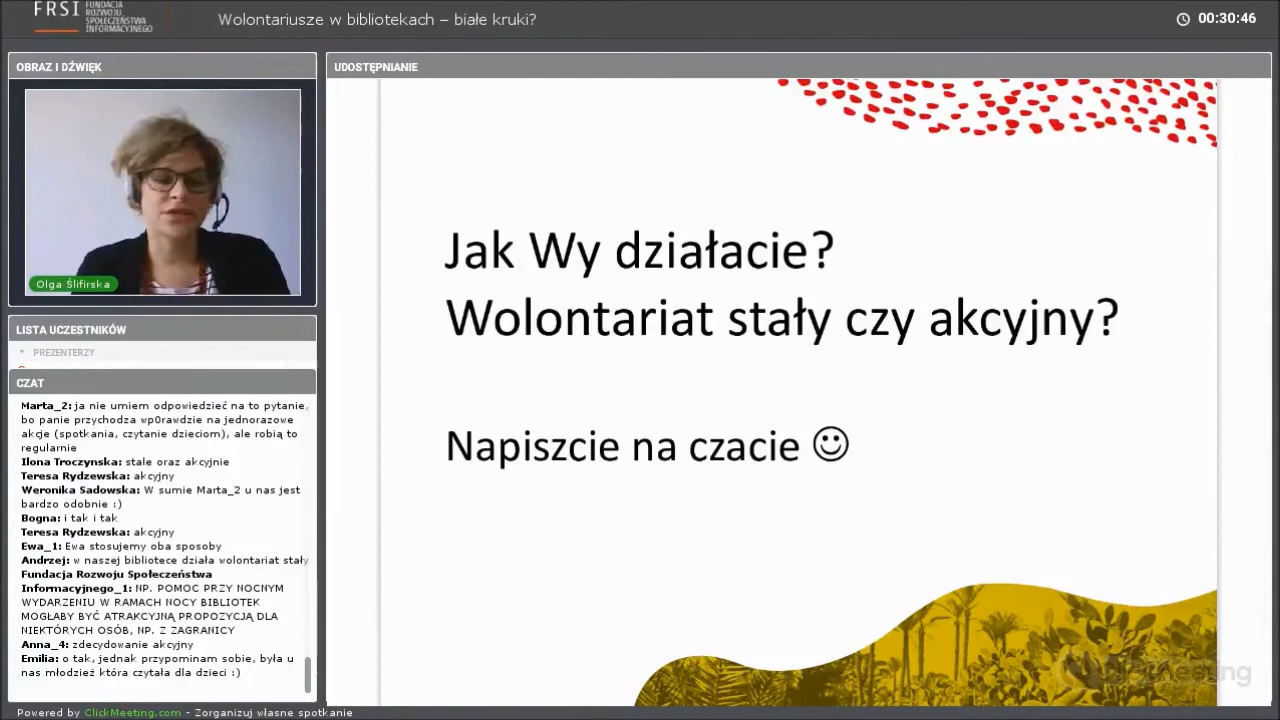 FRSI FUNDACJA
ROZWOJU
SPOŁECZEŃSTWA
INFORMACYJNEGO
Wolontariusze w bibliotekach – białe kruki?
00:30:46
OBRAZ I DŹWIĘK
Olga Ślifirska
LISTA UCZESTNIKÓW
PREZENTERZY
CZAT
Marta_2: ja nie umiem odpowiedzieć na to pytanie,
bo panie przychodza wp0rawdzie na jednorazowe
akcje (spotkania, czytanie dzieciom), ale robią to
regularnie
Ilona Troczynska: stale oraz akcyjnie
Teresa Rydzewska: akcyjny
Weronika Sadowska: W sumie Marta_2 u nas jest
bardzo odobnie :)
Bogna: i tak i tak
Teresa Rydzewska: akcyjny
Ewa_1: Ewa stosujemy oba sposoby
Andrzej: w naszej bibliotece działa wolontariat stały
Fundacja Rozwoju Społeczeństwa
Informacyjnego_1: NP. POMOC PRZY NOCNYM
WYDARZENIU W RAMACH NOCY BIBLIOTEK
MOGŁABY BYĆ ATRAKCYJNĄ PROPOZYCJĄ DLA
NIEKTÓRYCH OSÓB, NP. Z ZAGRANICY
Anna_4: zdecydowanie akcyjny
Emilia: o tak, jednak przypominam sobie, była u
nas młodzież która czytała dla dzieci :)
UDOSTĘPNIANIE
Jak Wy działacie?
Wolontariat stały czy akcyjny?
Napiszcie na czacie
Powered by ClickMeeting.com - Zorganizuj własne spotkanie